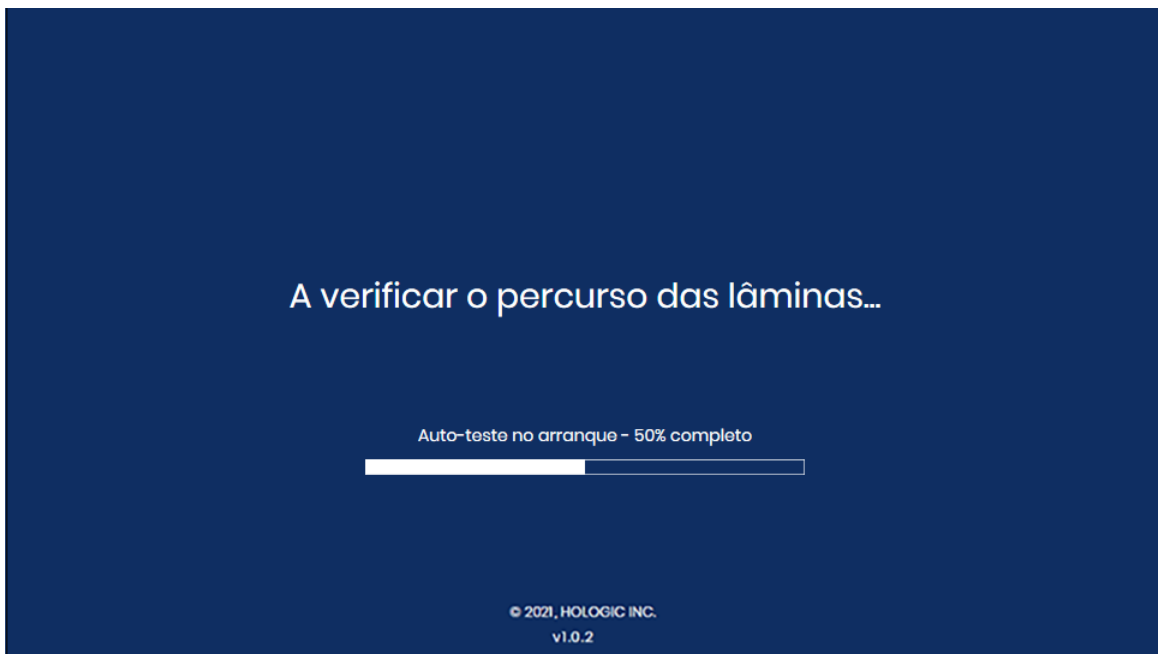 A verificar o percurso das lâminas...
Auto-teste no arranque - 50% completo
© 2021, HOLOGIC INC.
v1.0.2